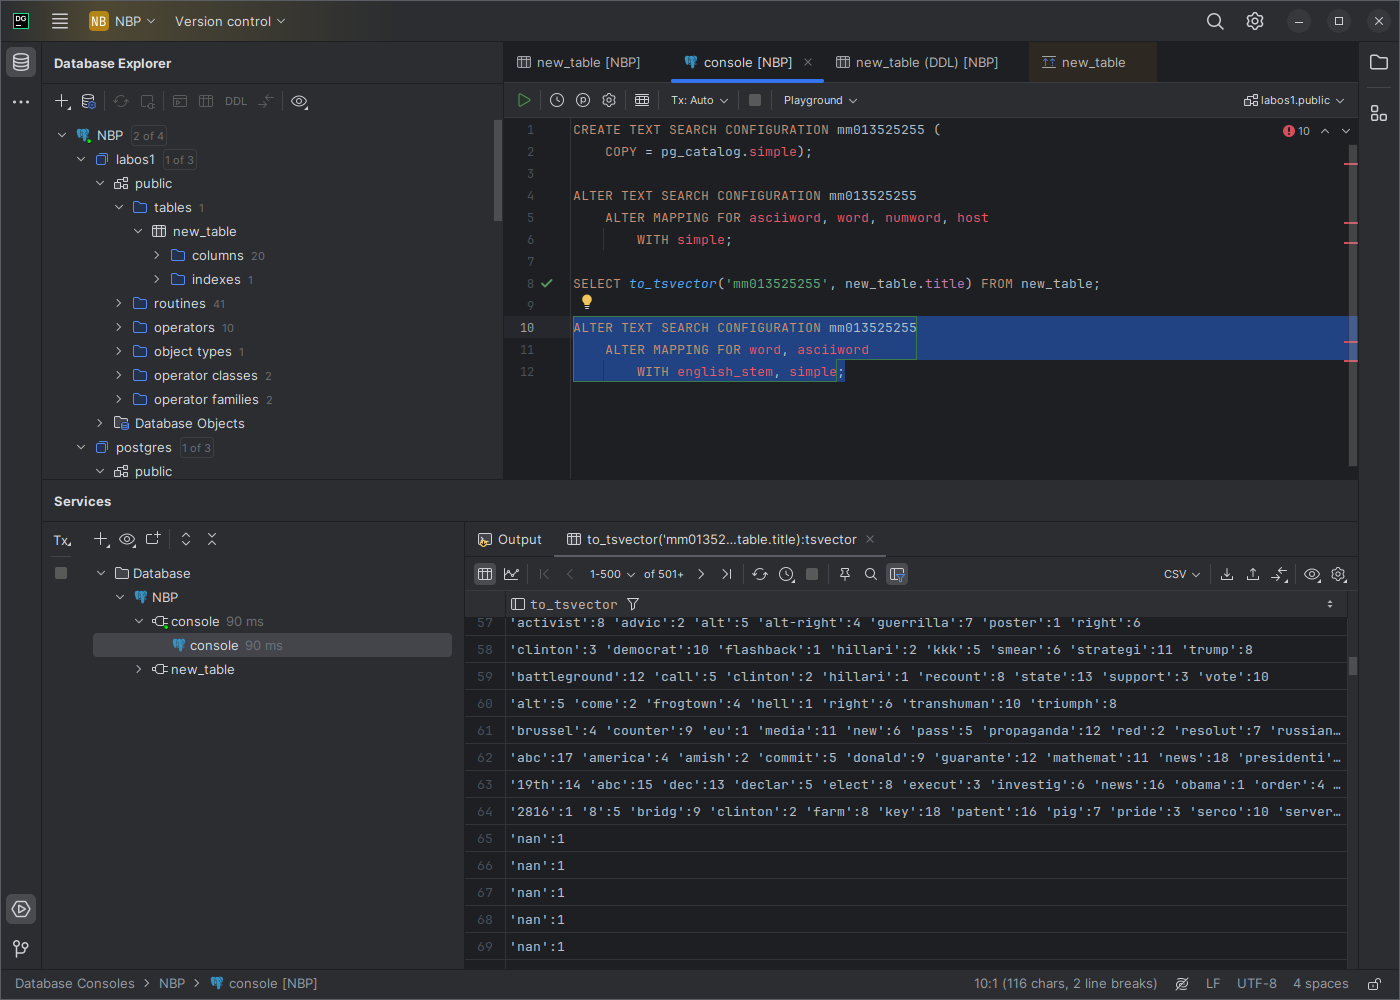 DG
NB NBP
Version control
Database Explorer
DDL
NBP 2 of 4
labos1 1 of 3
public
tables 1
new_table
columns 20
indexes 1
routines 41
operators 10
object types 1
operator classes 2
operator families 2
Database Objects
postgres 1 of 3
public
new_table [NBP]
console [NBP]
new_table (DDL) [NBP]
new_table
Tx: Auto
Playground
labos1.public
10
1 CREATE TEXT SEARCH CONFIGURATION mm013525255 (
2 COPY = pg_catalog.simple);
3
4 ALTER TEXT SEARCH CONFIGURATION mm013525255
5 ALTER MAPPING FOR asciiword, word, numword, host
6 WITH simple;
7
8 SELECT to_tsvector('mm013525255', new_table.title) FROM new_table;
9
10 ALTER TEXT SEARCH CONFIGURATION mm013525255
11 ALTER MAPPING FOR word, asciiword
12 WITH english_stem, simple;
Services
Tx
Database
NBP
console 90 ms
console 90 ms
new_table
Output
to_tsvector('mm01352...table.title):tsvector
1-500 of 501+
CSV
to_tsvector
57 'activist':8 'advic':2 'alt':5 'alt-right':4 'guerrilla':7 'poster':1 'right':6
58 'clinton':3 'democrat':10 'flashback':1 'hillari':2 'kkk':5 'smear':6 'strategi':11 'trump':8
59 'battleground':12 'call':5 'clinton':2 'hillari':1 'recount':8 'state':13 'support':3 'vote':10
60 'alt':5 'come':2 'frogtown':4 'hell':1 'right':6 'transhuman':10 'triumph':8
61 'brussel':4 'counter':9 'eu':1 'media':11 'new':6 'pass':5 'propaganda':12 'red':2 'resolut':7 'russian…
62 'abc':17 'america':4 'amish':2 'commit':5 'donald':9 'guarante':12 'mathemat':11 'news':18 'presidenti'…
63 '19th':14 'abc':15 'dec':13 'declar':5 'elect':8 'execut':3 'investig':6 'news':16 'obama':1 'order':4 …
64 '2816':1 '8':5 'bridg':9 'clinton':2 'farm':8 'key':18 'patent':16 'pig':7 'pride':3 'serco':10 'server…
65 'nan':1
66 'nan':1
67 'nan':1
68 'nan':1
69 'nan':1
Database Consoles > NBP > console [NBP]
10:1 (116 chars, 2 line breaks)
LF
UTF-8
4 spaces